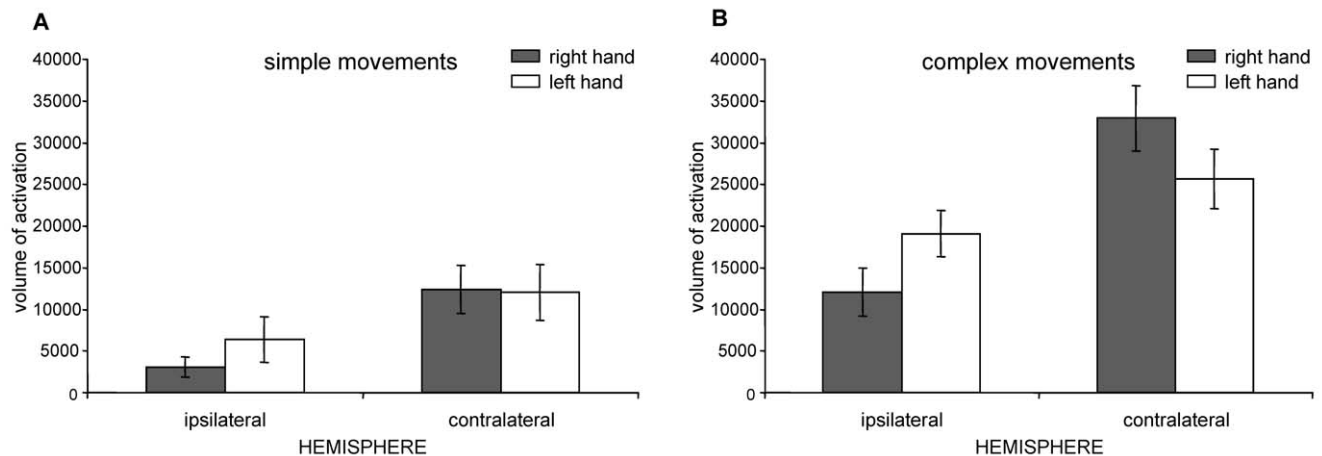 A
simple movements
right hand
left hand
40000
35000
30000
25000
20000
15000
10000
5000
0
volume of activation
ipsilateral
contralateral
HEMISPHERE
B
complex movements
right hand
left hand
40000
35000
30000
25000
20000
15000
10000
5000
0
volume of activation
ipsilateral
contralateral
HEMISPHERE